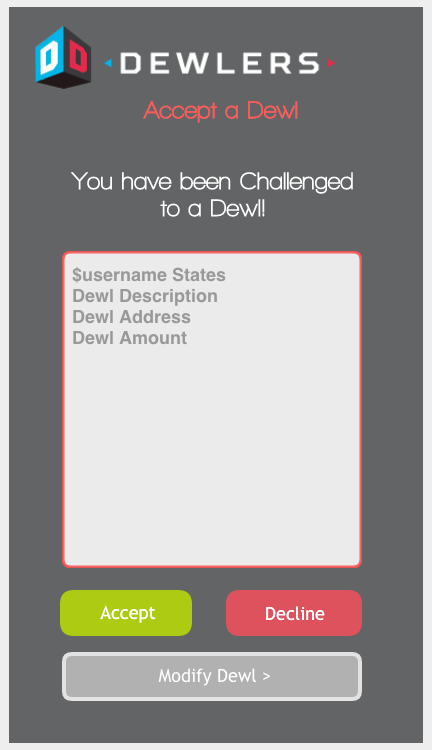 DD DEWLERS
Accept a Dewl
You have been Challenged
to a Dewl!
$username States
Dewl Description
Dewl Address
Dewl Amount
Accept Decline
Modify Dewl >